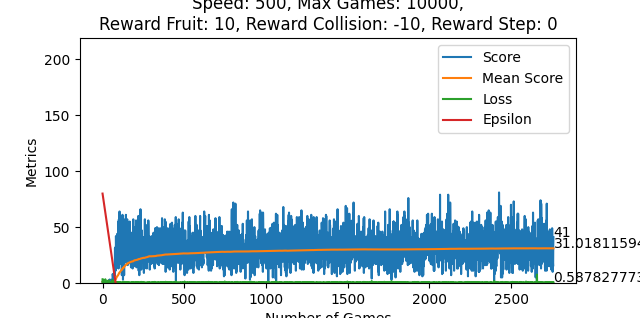 Speed: 500, Max Games: 10000,
Reward Fruit: 10, Reward Collision: -10, Reward Step: 0
200
150
100
50
0
Metrics
Score
Mean Score
Loss
Epsilon
41
31.01811594
0.587827773
0
500
1000
1500
2000
2500
Number of Games